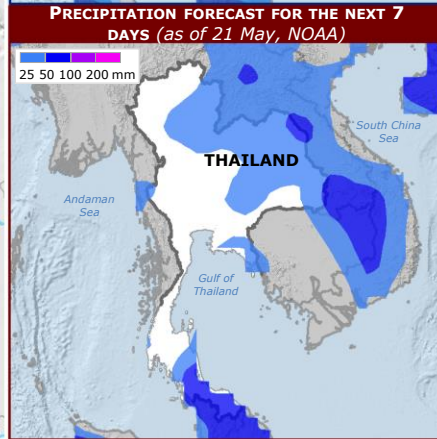 PRECIPITATION FORECAST FOR THE NEXT 7
DAYS (as of 21 May, NOAA)
25 50 100 200 mm
South China
Sea
THAILAND
Andaman
Sea
Gulf of
Thailand